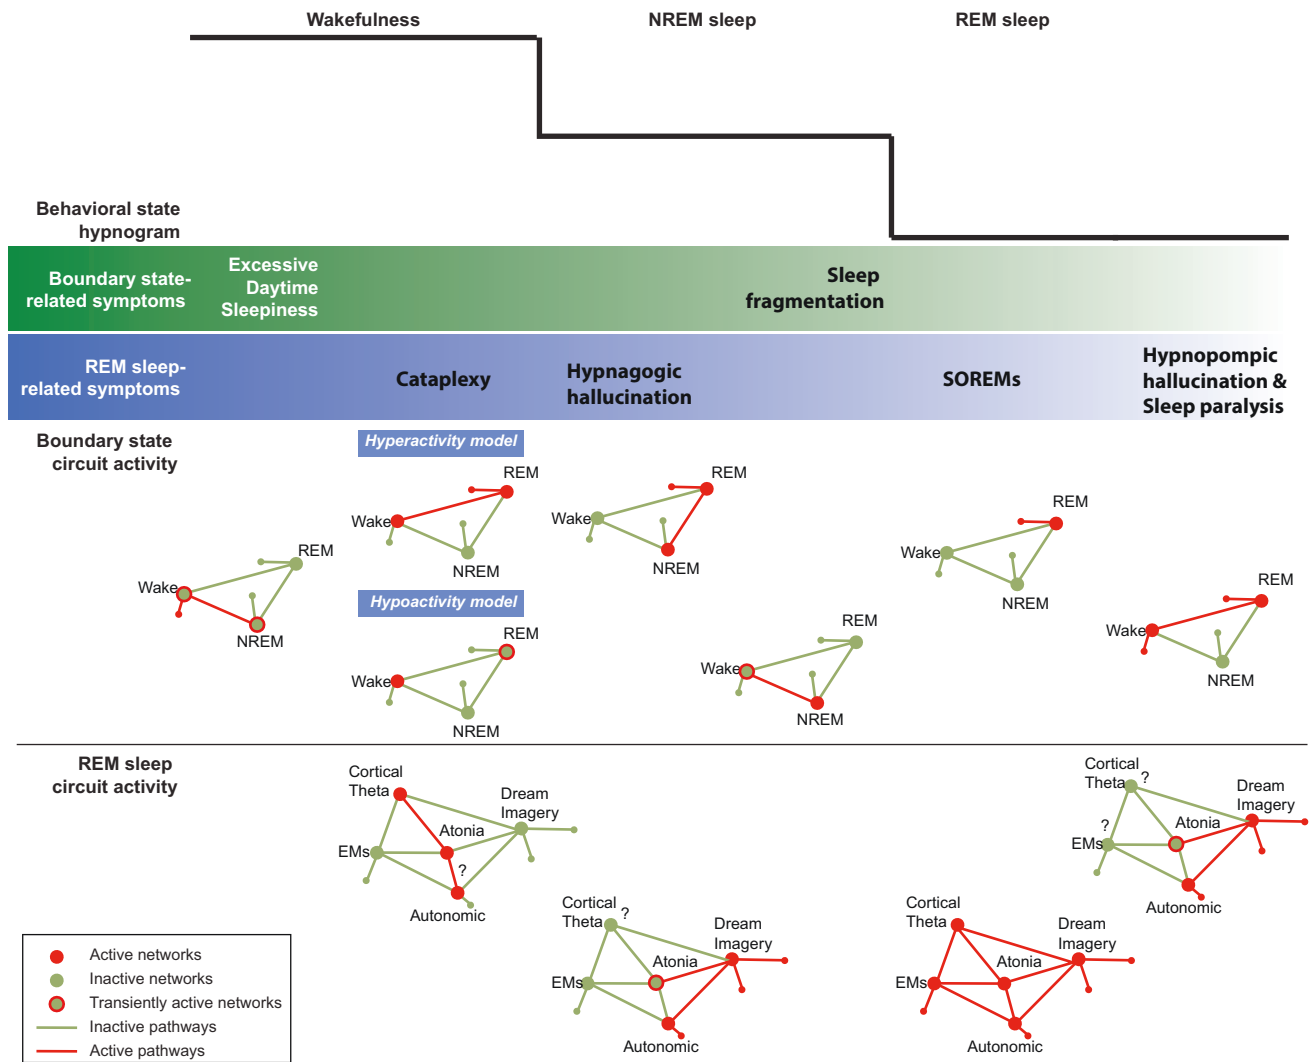 Wakefulness
NREM sleep
REM sleep
Behavioral state
hypnogram
Boundary state-
related symptoms
Excessive
Daytime
Sleepiness
Sleep
fragmentation
REM sleep-
related symptoms
Cataplexy
Hypnagogic
hallucination
SOREMs
Hypnopompic
hallucination &
Sleep paralysis
Boundary state
circuit activity
Wake
REM
NREM
Hyperactivity model
REM
Wake
NREM
Hypoactivity model
REM
Wake
NREM
REM
Wake
NREM
REM
Wake
NREM
REM
Wake
NREM
REM
Wake
NREM
REM sleep
circuit activity
Cortical
Theta
Dream
Imagery
Atonia
EMs
?
Autonomic
Cortical
Theta
?
Dream
Imagery
Atonia
EMs
Autonomic
Cortical
Theta
Dream
Imagery
Atonia
EMs
Autonomic
Cortical
Theta
?
Dream
Imagery
?
Atonia
EMs
Autonomic
Active networks
Inactive networks
Transiently active networks
Inactive pathways
Active pathways